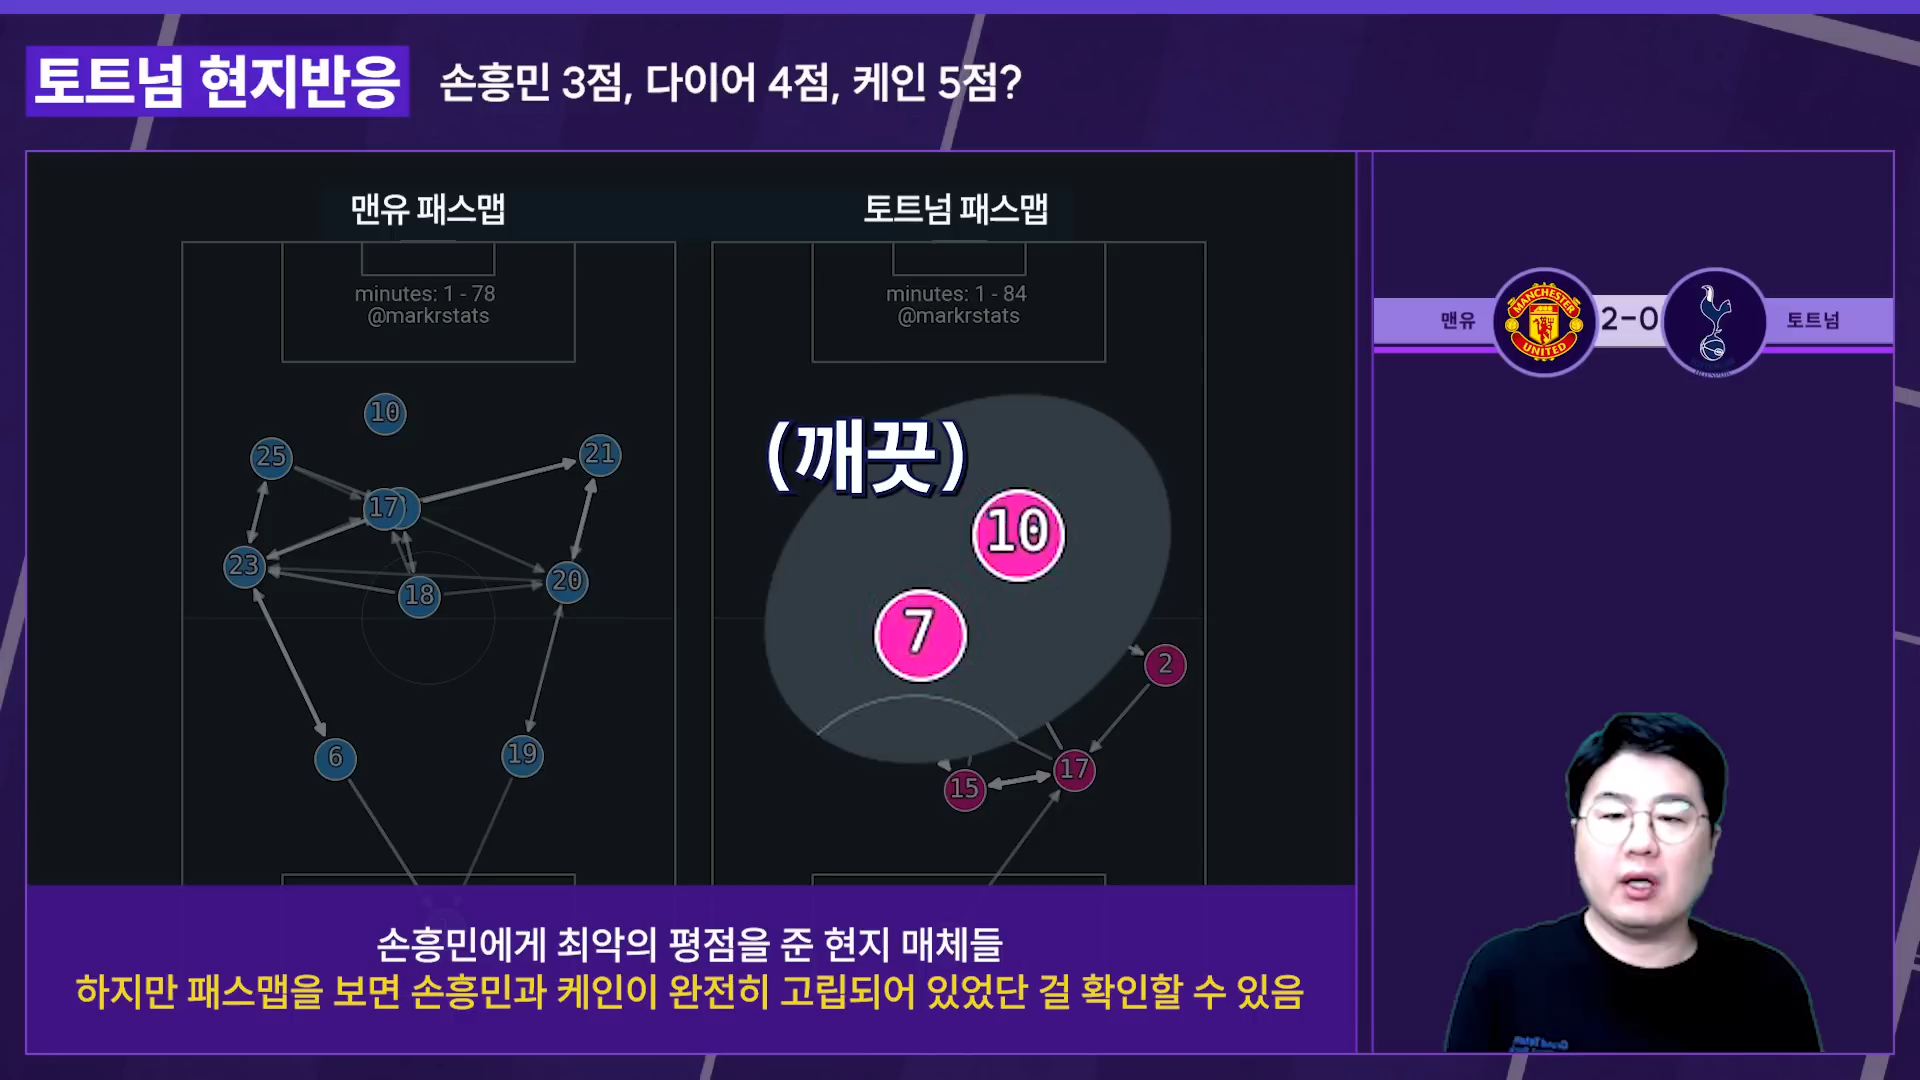 토트넘 현지반응
손흥민 3점, 다이어 4점, 케인 5점?
맨유 패스맵
토트넘 패스맵
minutes: 1 - 78
@markrstats
minutes: 1 - 84
@markrstats
10
25
21
17
23
18
20
6
19
(깨끗)
10
7
2
17
15
맨유
MANCHESTER
UNITED
2-0
토트넘
손흥민에게 최악의 평점을 준 현지 매체들
하지만 패스맵을 보면 손흥민과 케인이 완전히 고립되어 있었단 걸 확인할 수 있음